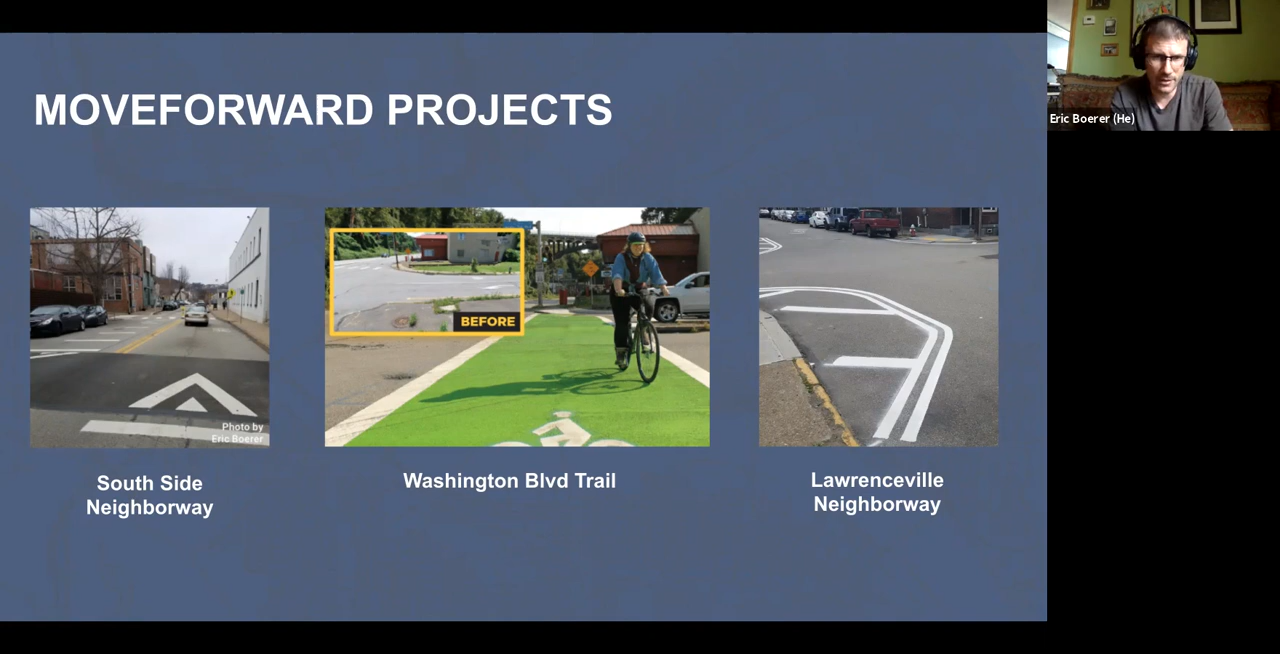 MOVEFORWARD PROJECTS
Eric Boerer (He)
BEFORE
Photo by
Eric Boerer
South Side
Neighborway
Washington Blvd Trail
Lawrenceville
Neighborway